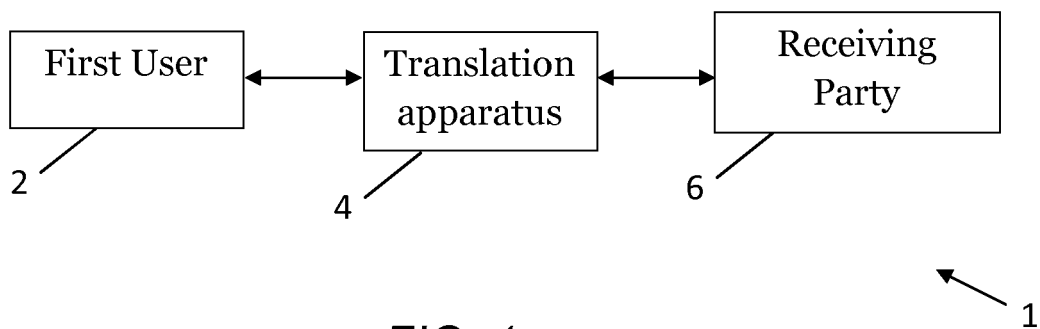 First User
Translation
apparatus
Receiving
Party
2
4
6
1